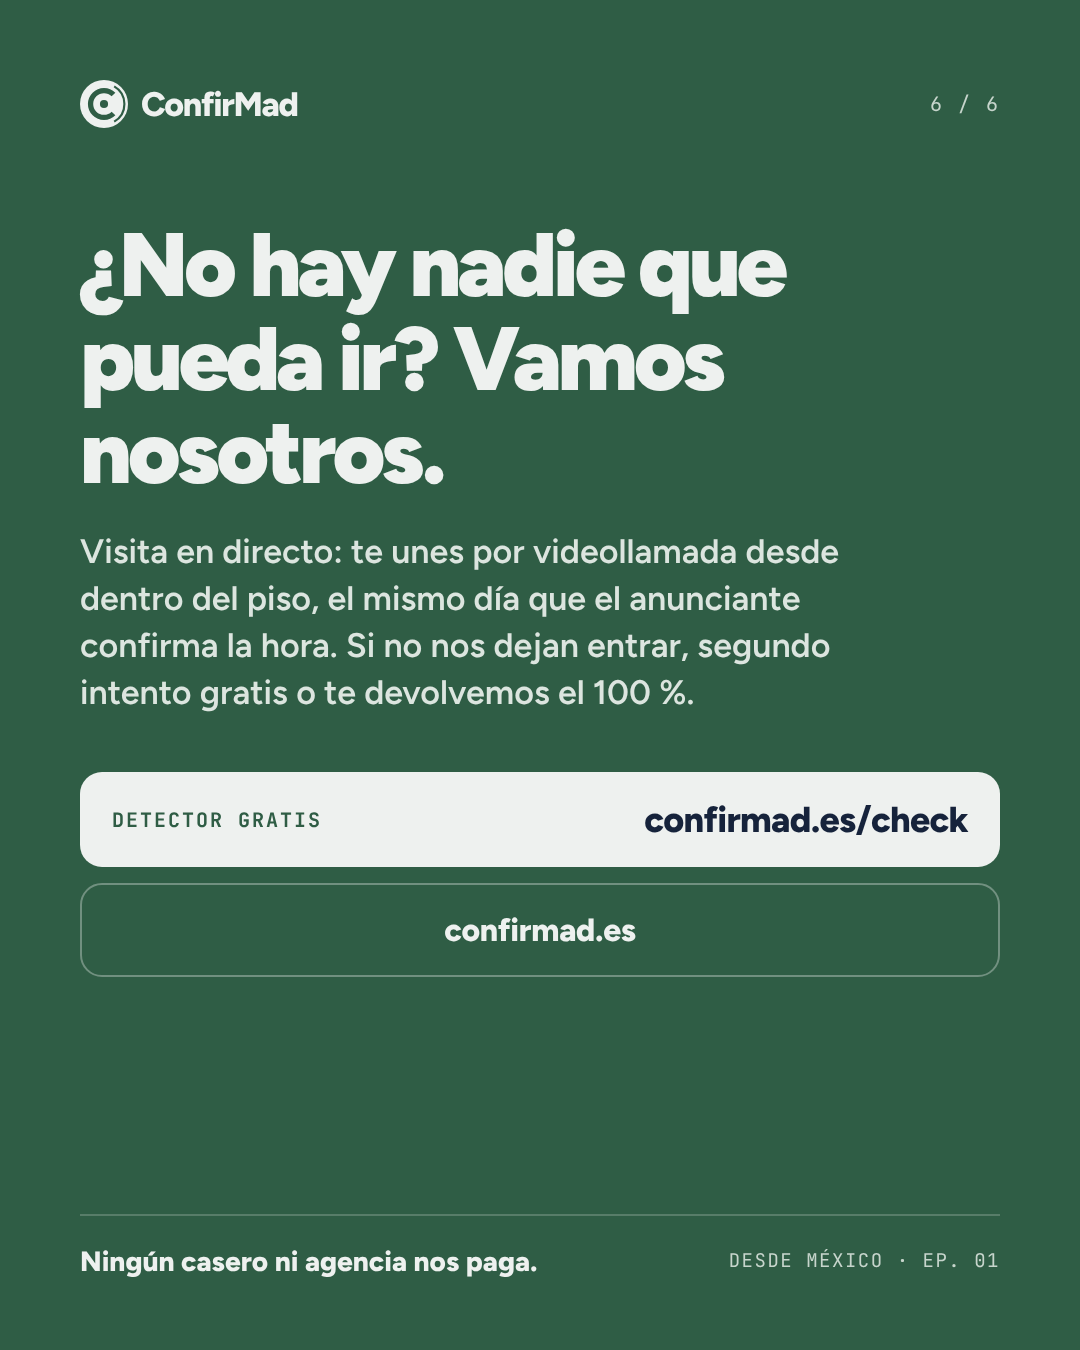 ConfirMad
6 / 6
¿No hay nadie que
pueda ir? Vamos
nosotros.
Visita en directo: te unes por videollamada desde
dentro del piso, el mismo día que el anunciante
confirma la hora. Si no nos dejan entrar, segundo
intento gratis o te devolvemos el 100 %.
DETECTOR GRATIS
confirmad.es/check
confirmad.es
Ningún casero ni agencia nos paga.
DESDE MÉXICO · EP. 01